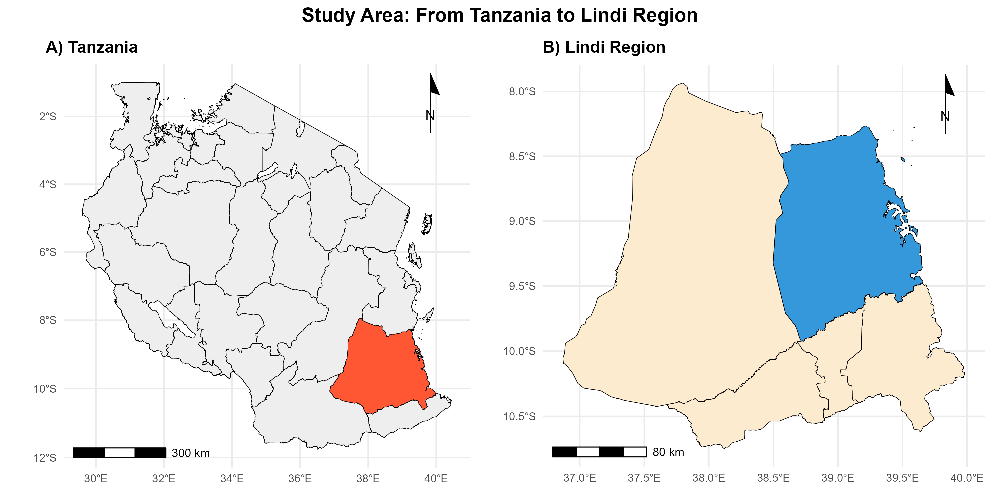 Study Area: From Tanzania to Lindi Region
A) Tanzania
N
2°S
4°S
6°S
8°S
10°S
12°S
300 km
30°E 32°E 34°E 36°E 38°E 40°E
B) Lindi Region
N
8.0°S
8.5°S
9.0°S
9.5°S
10.0°S
10.5°S
80 km
37.0°E 37.5°E 38.0°E 38.5°E 39.0°E 39.5°E 40.0°E